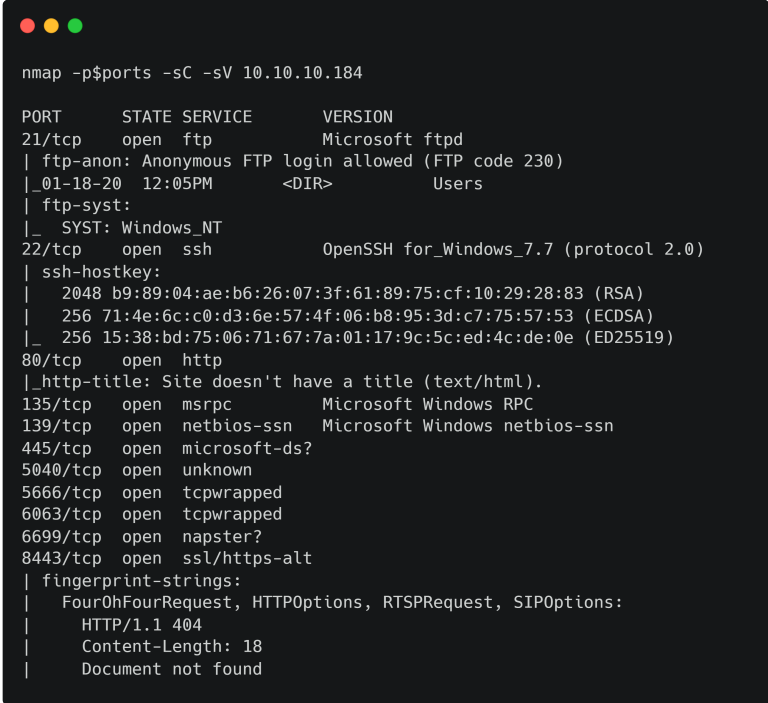 nmap -p$ports -sC -sV 10.10.10.184
PORT      STATE SERVICE       VERSION
21/tcp    open  ftp           Microsoft ftpd
| ftp-anon: Anonymous FTP login allowed (FTP code 230)
|_01-18-20  12:05PM       <DIR>          Users
| ftp-syst:
|_  SYST: Windows_NT
22/tcp    open  ssh           OpenSSH for_Windows_7.7 (protocol 2.0)
| ssh-hostkey:
|   2048 b9:89:04:ae:b6:26:07:3f:61:89:75:cf:10:29:28:83 (RSA)
|   256 71:4e:6c:c0:d3:6e:57:4f:06:b8:95:3d:c7:75:57:53 (ECDSA)
|_  256 15:38:bd:75:06:71:67:7a:01:17:9c:5c:ed:4c:de:0e (ED25519)
80/tcp    open  http
|_http-title: Site doesn't have a title (text/html).
135/tcp   open  msrpc         Microsoft Windows RPC
139/tcp   open  netbios-ssn   Microsoft Windows netbios-ssn
445/tcp   open  microsoft-ds?
5040/tcp  open  unknown
5666/tcp  open  tcpwrapped
6063/tcp  open  tcpwrapped
6699/tcp  open  napster?
8443/tcp  open  ssl/https-alt
| fingerprint-strings:
|   FourOhFourRequest, HTTPOptions, RTSPRequest, SIPOptions:
|     HTTP/1.1 404
|     Content-Length: 18
|     Document not found